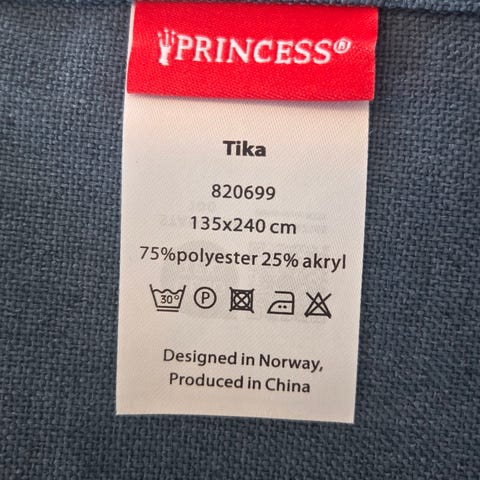 PRINCESS®
Tika
820699
135x240 cm
75%polyester 25% akryl
30° P
Designed in Norway,
Produced in China